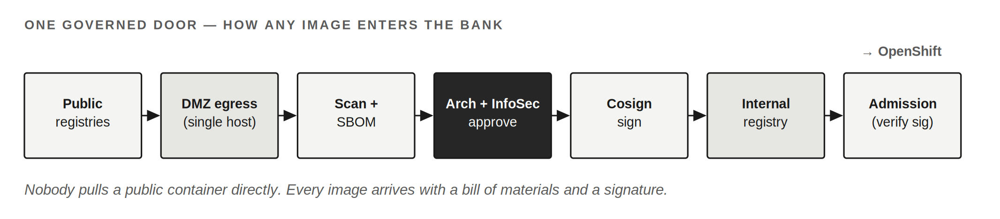 ONE GOVERNED DOOR — HOW ANY IMAGE ENTERS THE BANK
→ OpenShift
Public
registries
DMZ egress
(single host)
Scan +
SBOM
Arch + InfoSec
approve
Cosign
sign
Internal
registry
Admission
(verify sig)
Nobody pulls a public container directly. Every image arrives with a bill of materials and a signature.